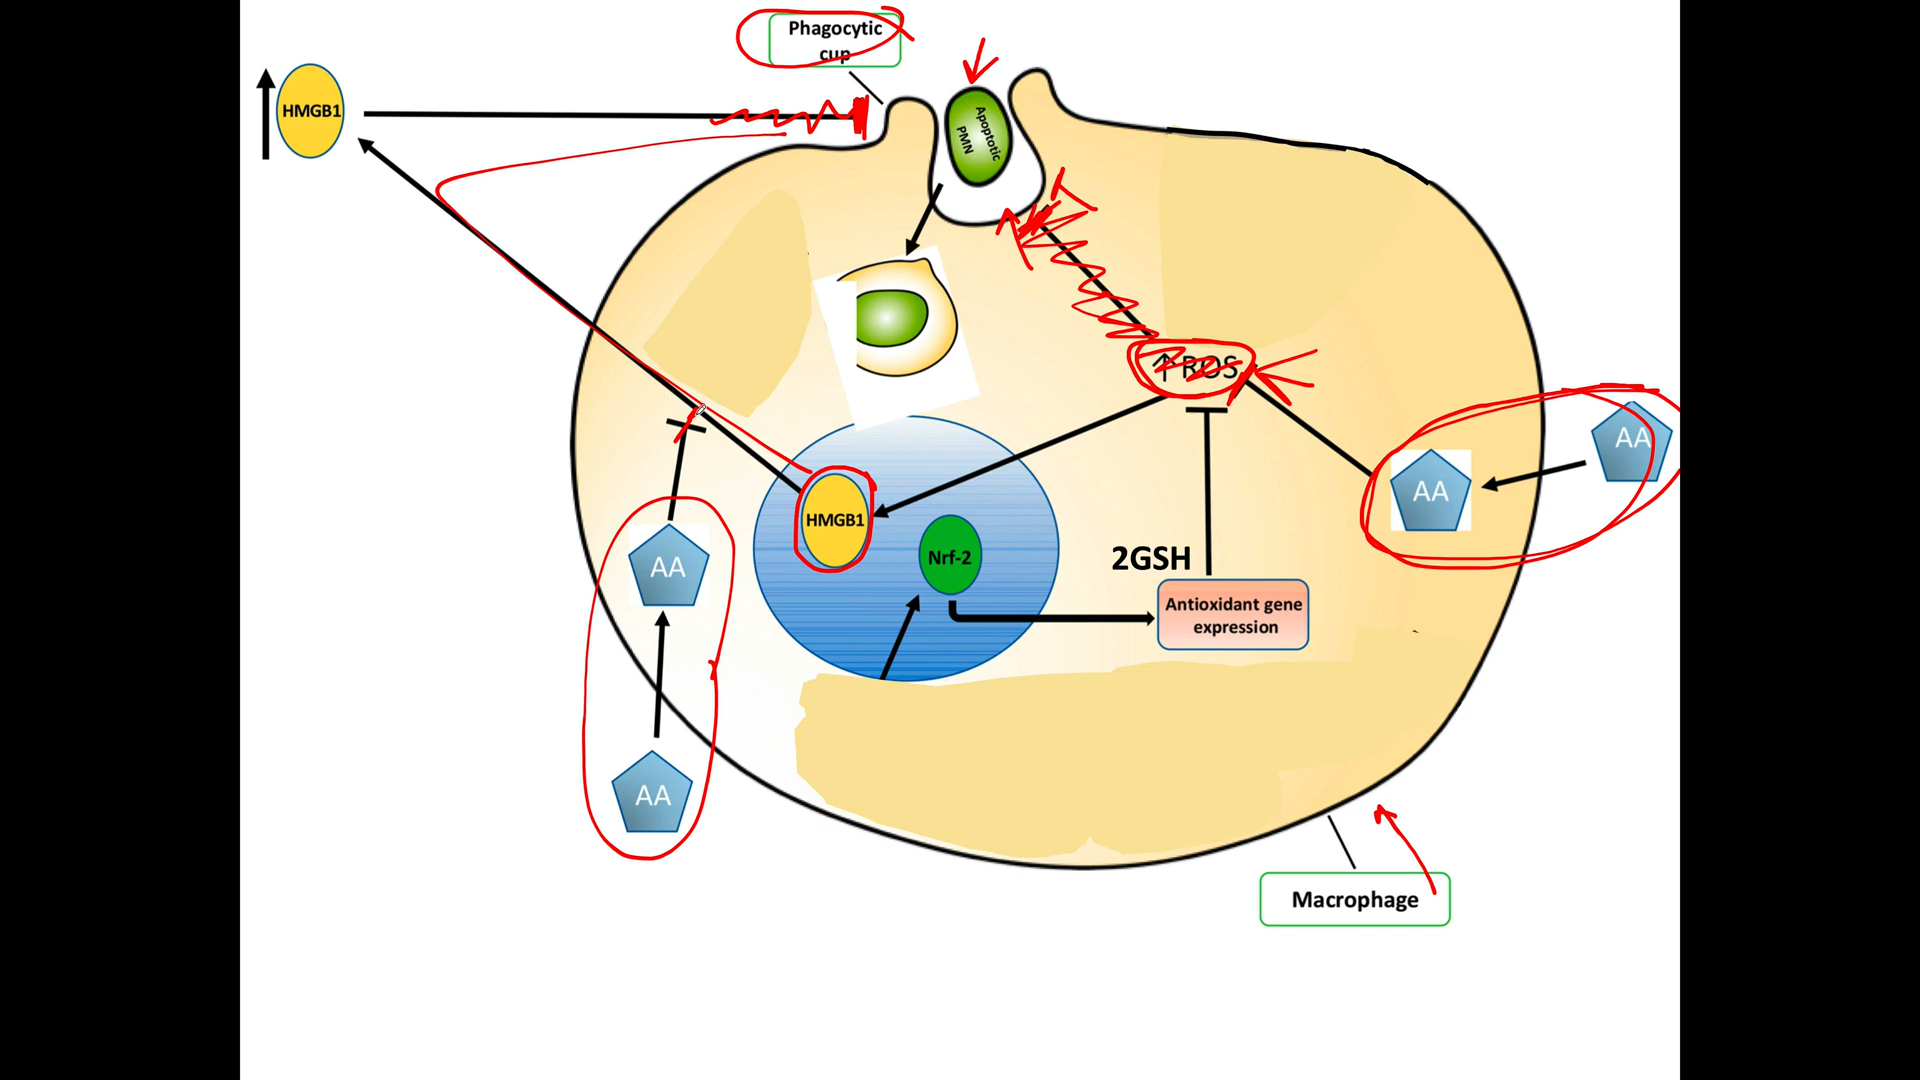 Phagocytic
cup
HMGB1
Apoptotic
PMN
↑ROS
AA
AA
HMGB1
Nrf-2
2GSH
AA
Antioxidant gene
expression
AA
Macrophage